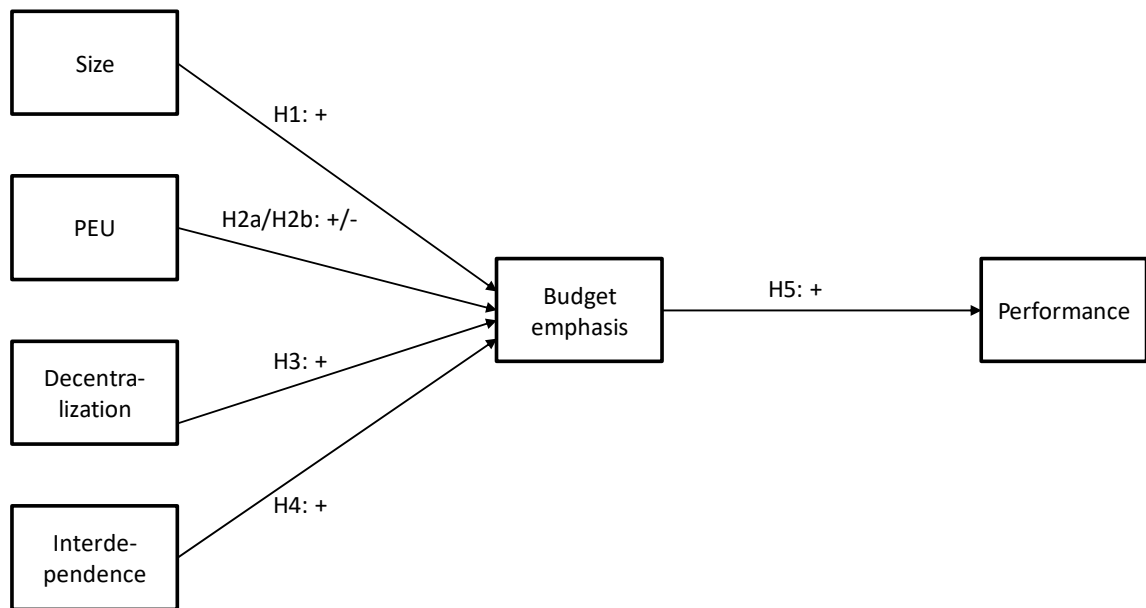 Size
H1: +
PEU
H2a/H2b: +/-
Budget
emphasis
H5: +
Performance
Decentra-
lization
H3: +
H4: +
Interde-
pendence